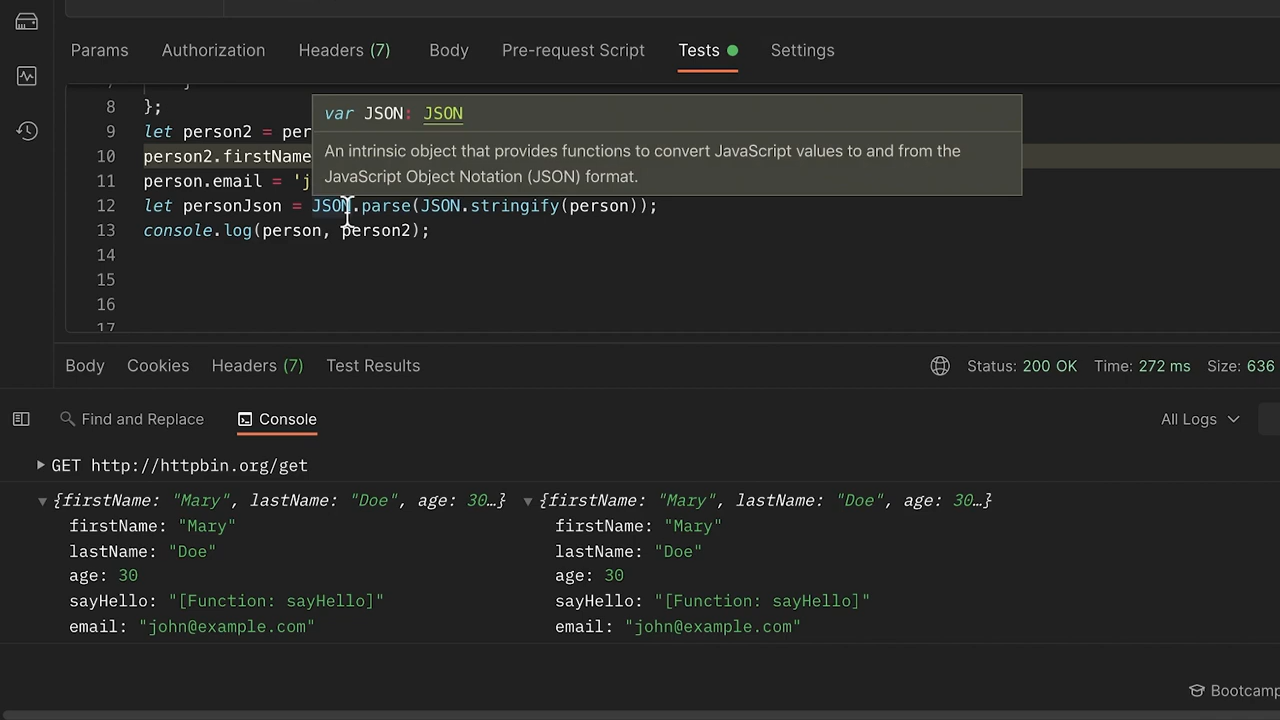 Params Authorization Headers (7) Body Pre-request Script Tests Settings
8 };
9 let person2 = per
var JSON: JSON
An intrinsic object that provides functions to convert JavaScript values to and from the
JavaScript Object Notation (JSON) format.
10 person2.firstName
11 person.email = 'j
12 let personJson = JSON.parse(JSON.stringify(person));
13 console.log(person, person2);
14
15
16
17
Body Cookies Headers (7) Test Results Status: 200 OK Time: 272 ms Size: 636
Find and Replace Console All Logs
GET http://httpbin.org/get
{firstName: "Mary", lastName: "Doe", age: 30…} {firstName: "Mary", lastName: "Doe", age: 30…}
firstName: "Mary" firstName: "Mary"
lastName: "Doe" lastName: "Doe"
age: 30 age: 30
sayHello: "[Function: sayHello]" sayHello: "[Function: sayHello]"
email: "john@example.com" email: "john@example.com"
Bootcamp